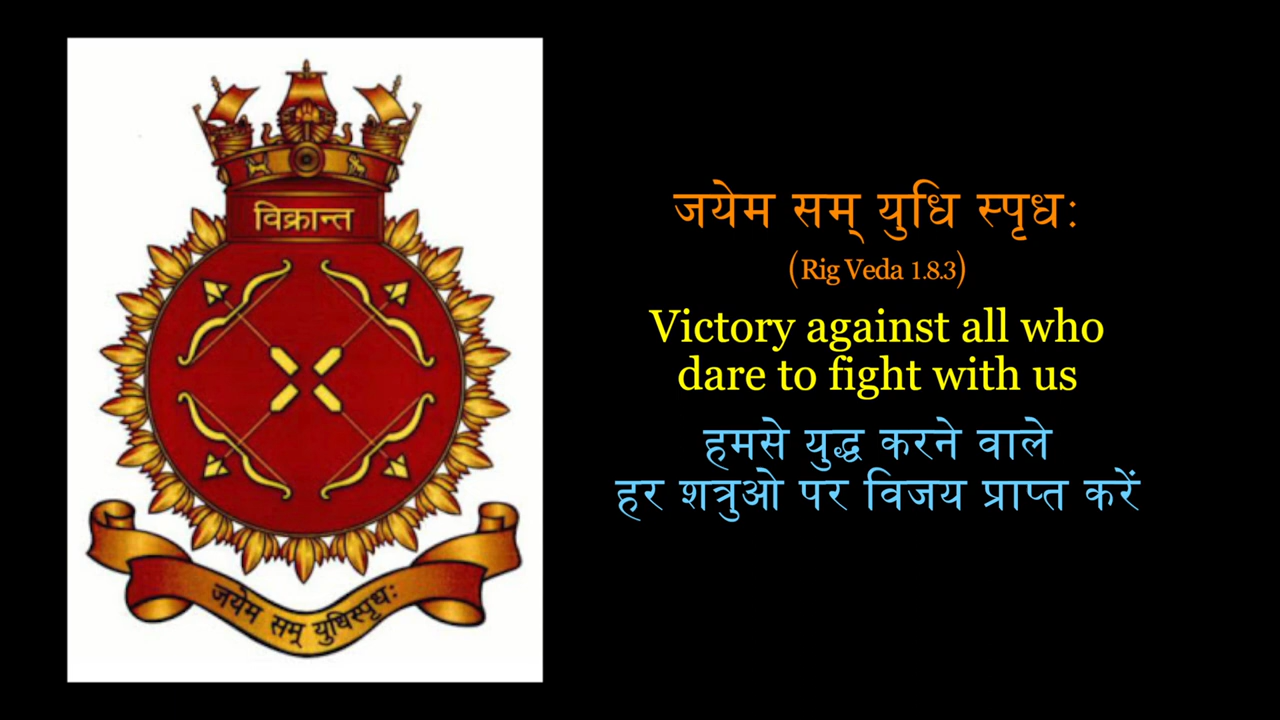 विक्रान्त
जयेम सम् युधिस्पृधः
जयेम सम् युधि स्पृधः
(Rig Veda 1.8.3)
Victory against all who
dare to fight with us
हमसे युद्ध करने वाले
हर शत्रुओ पर विजय प्राप्त करें